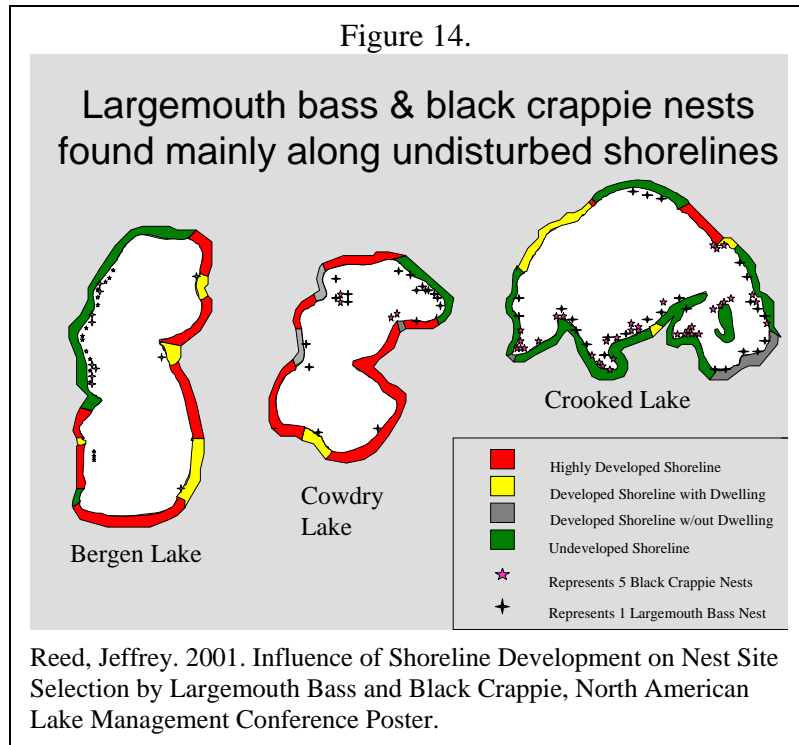 Figure 14.
Largemouth bass & black crappie nests
found mainly along undisturbed shorelines
Bergen Lake
Cowdry
Lake
Crooked Lake
Highly Developed Shoreline
Developed Shoreline with Dwelling
Developed Shoreline w/out Dwelling
Undeveloped Shoreline
Represents 5 Black Crappie Nests
Represents 1 Largemouth Bass Nest
Reed, Jeffrey. 2001. Influence of Shoreline Development on Nest Site
Selection by Largemouth Bass and Black Crappie, North American
Lake Management Conference Poster.